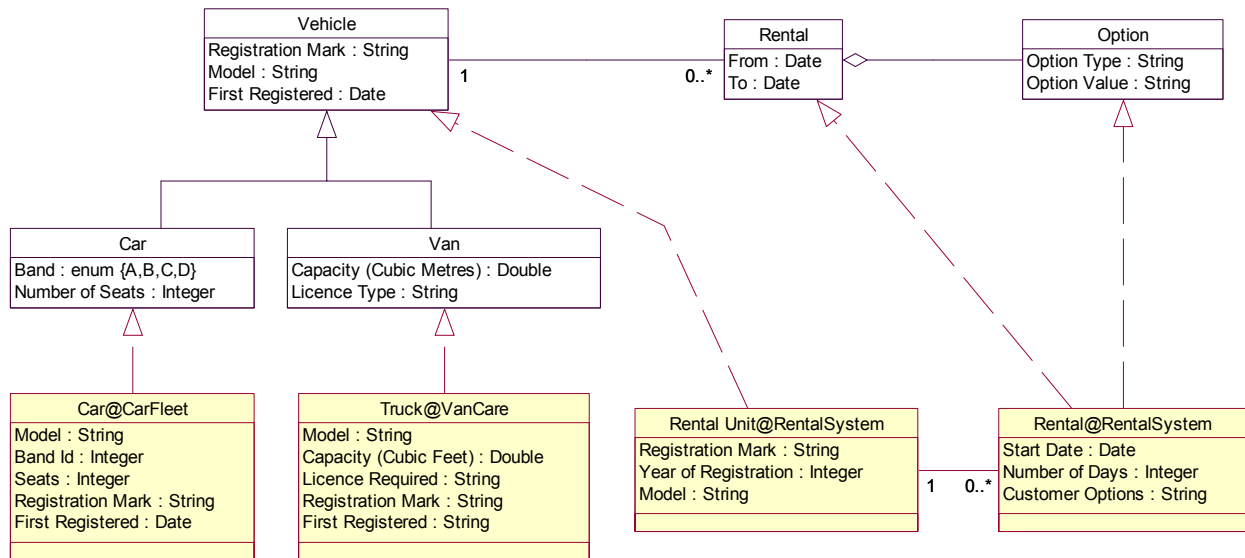 Vehicle
Registration Mark : String
Model : String
First Registered : Date
1
0..*
Rental
From : Date
To : Date
Option
Option Type : String
Option Value : String
Car
Band : enum {A,B,C,D}
Number of Seats : Integer
Van
Capacity (Cubic Metres) : Double
Licence Type : String
Car@CarFleet
Model : String
Band Id : Integer
Seats : Integer
Registration Mark : String
First Registered : Date
Truck@VanCare
Model : String
Capacity (Cubic Feet) : Double
Licence Required : String
Registration Mark : String
First Registered : String
Rental Unit@RentalSystem
Registration Mark : String
Year of Registration : Integer
Model : String
1
0..*
Rental@RentalSystem
Start Date : Date
Number of Days : Integer
Customer Options : String